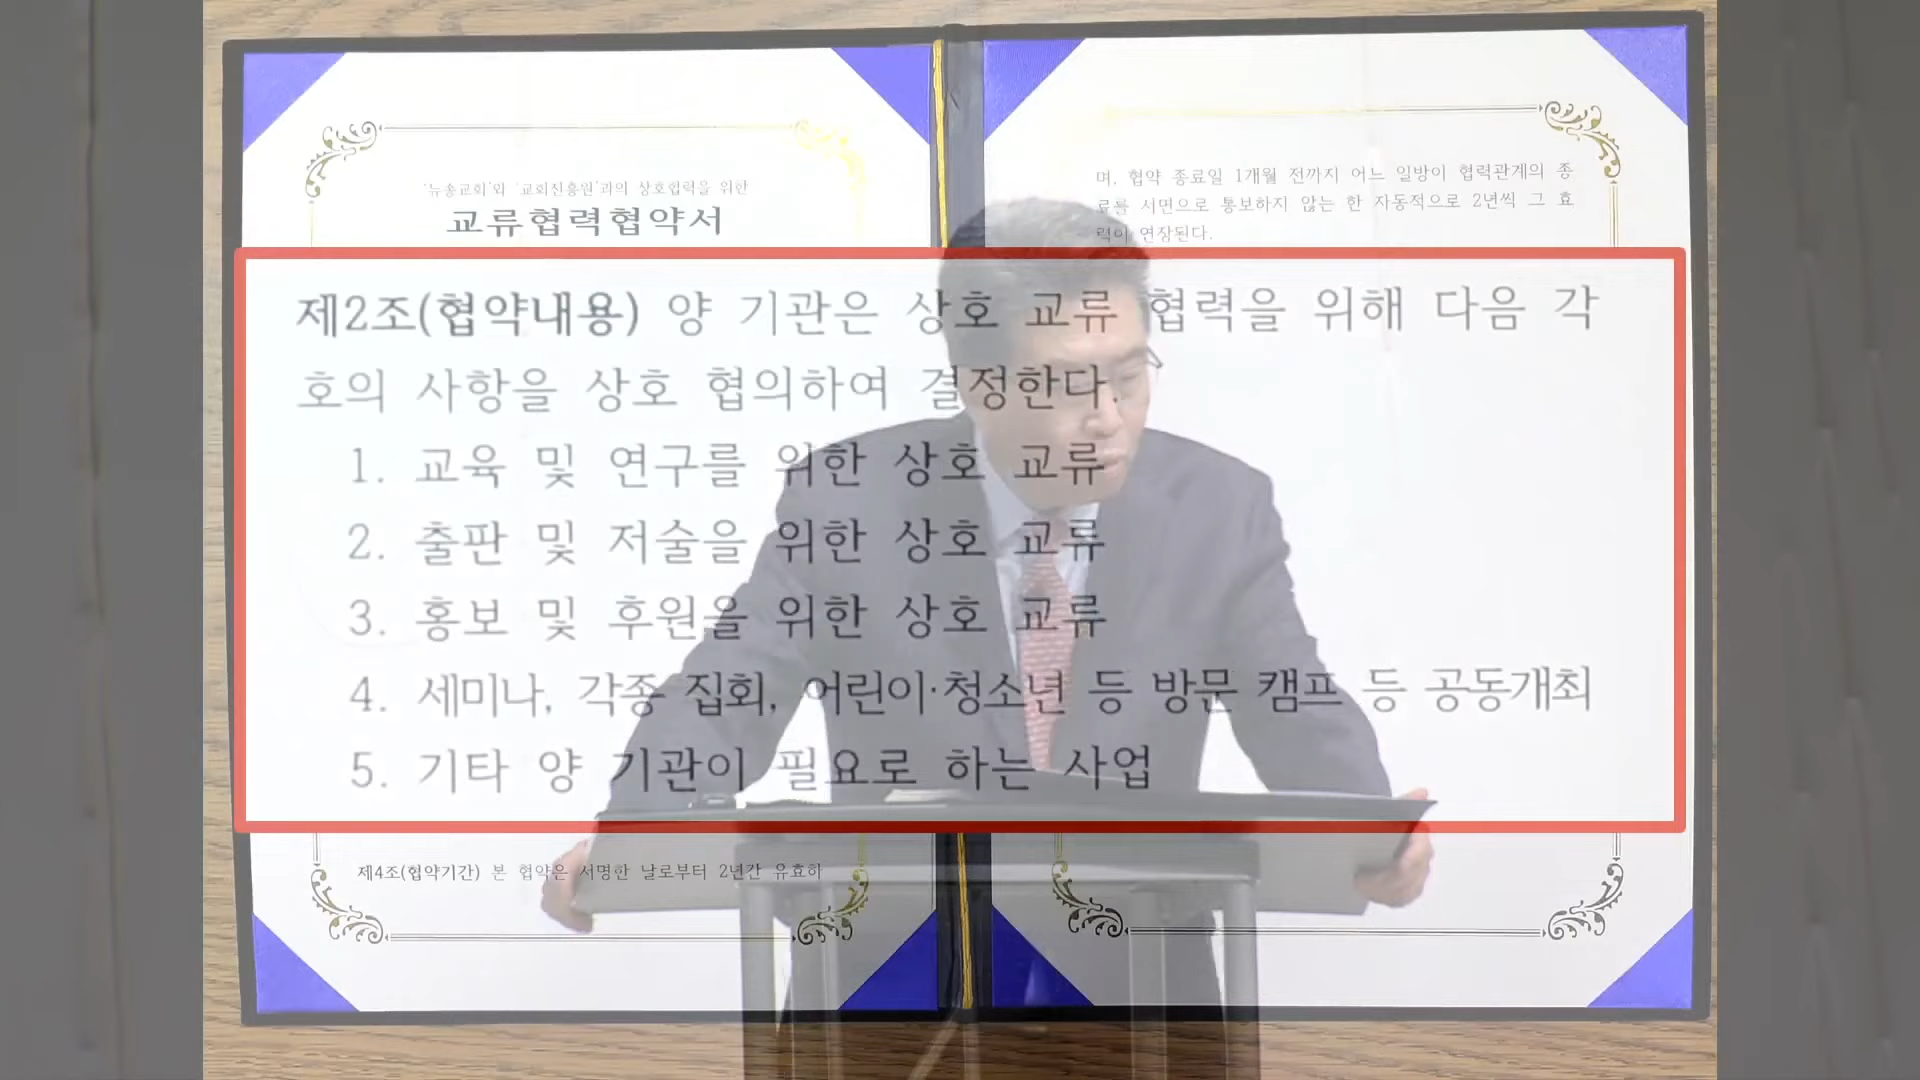 '뉴송교회'와 '교회진흥원'과의 상호협력을 위한
교류협력협약서
며, 협약 종료일 1개월 전까지 어느 일방이 협력관계의 종
료를 서면으로 통보하지 않는 한 자동적으로 2년씩 그 효
력이 연장된다.
제2조(협약내용) 양 기관은 상호 교류 협력을 위해 다음 각
호의 사항을 상호 협의하여 결정한다.
1. 교육 및 연구를 위한 상호 교류
2. 출판 및 저술을 위한 상호 교류
3. 홍보 및 후원을 위한 상호 교류
4. 세미나, 각종 집회, 어린이·청소년 등 방문 캠프 등 공동개최
5. 기타 양 기관이 필요로 하는 사업
제4조(협약기간) 본 협약은 서명한 날로부터 2년간 유효하